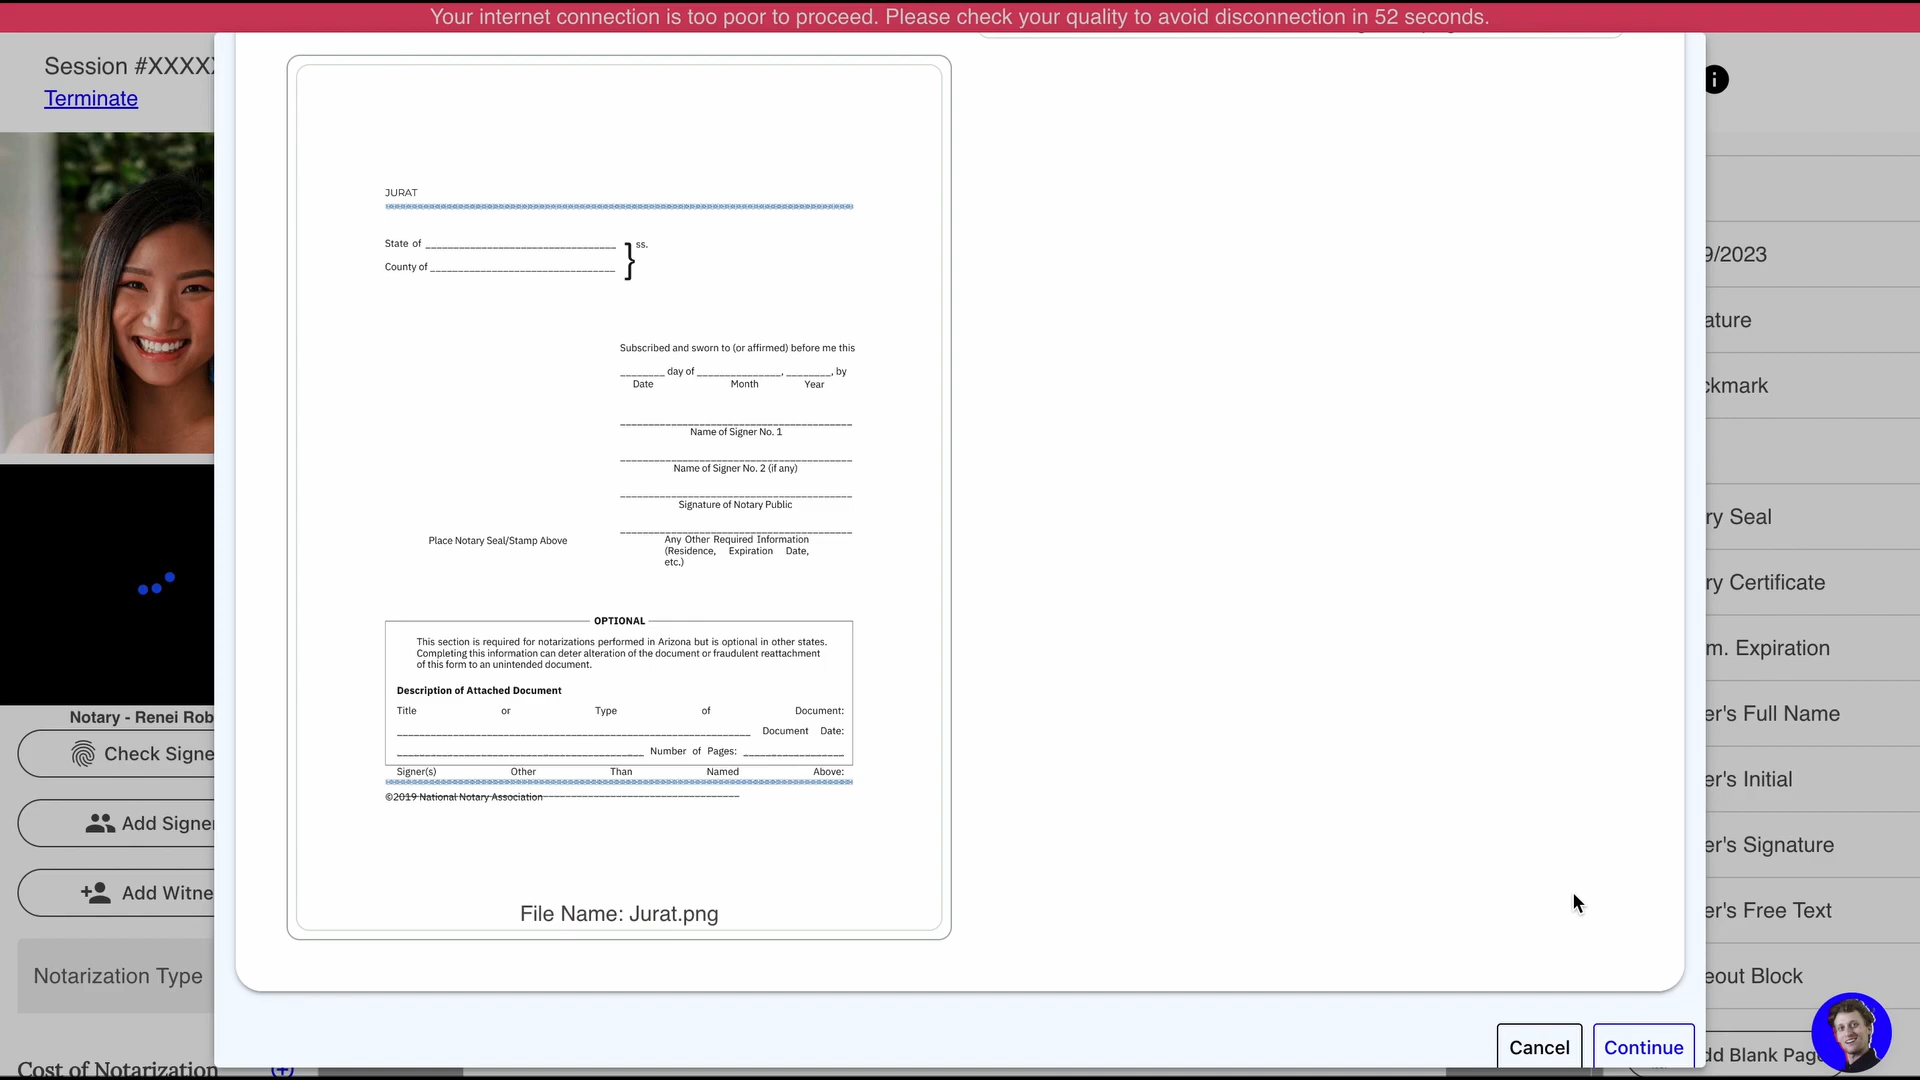 Your internet connection is too poor to proceed. Please check your quality to avoid disconnection in 52 seconds.
Session #XXXX
Terminate
9/2023
ature
ckmark
JURAT
State of ___________________________________ } ss.
County of __________________________________
Subscribed and sworn to (or affirmed) before me this
________ day of _______________, ________, by
Date Month Year
Name of Signer No. 1
Name of Signer No. 2 (if any)
Signature of Notary Public
Place Notary Seal/Stamp Above
Any Other Required Information
(Residence, Expiration Date,
etc.)
OPTIONAL
This section is required for notarizations performed in Arizona but is optional in other states.
Completing this information can deter alteration of the document or fraudulent reattachment
of this form to an unintended document.
Description of Attached Document
Title or Type of Document:
Document Date:
Number of Pages:
Signer(s) Other Than Named Above:
©2019 National Notary Association
File Name: Jurat.png
ry Seal
ry Certificate
m. Expiration
er's Full Name
er's Initial
er's Signature
er's Free Text
eout Block
dd Blank Pag
Notary - Renei Rob
Check Signe
Add Signer
Add Witne
Notarization Type
Cost of Notarization
Cancel
Continue